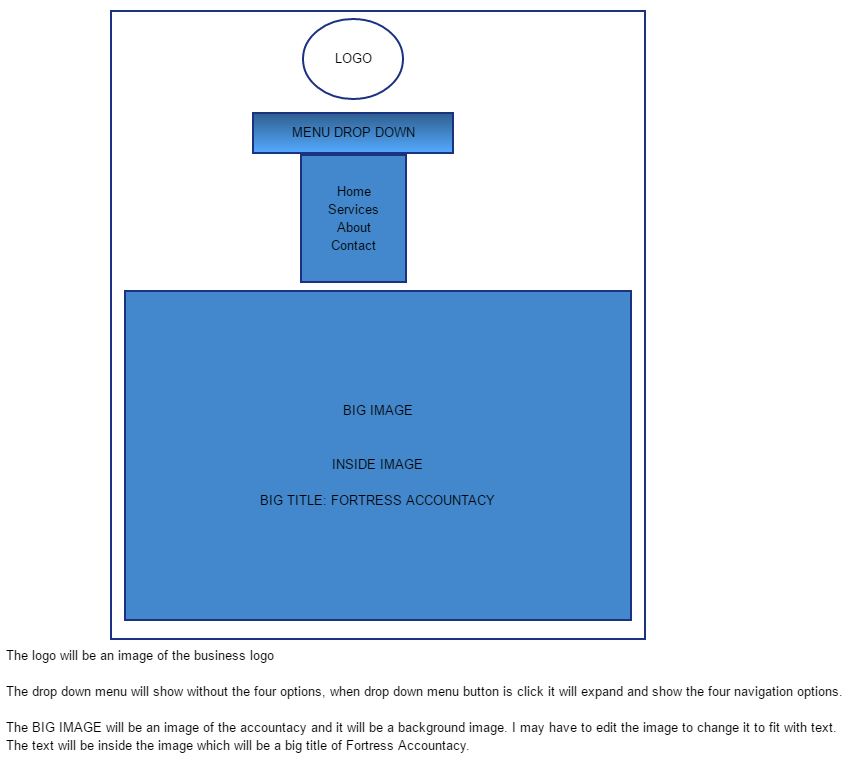 LOGO
MENU DROP DOWN
Home
Services
About
Contact
BIG IMAGE
INSIDE IMAGE
BIG TITLE: FORTRESS ACCOUNTACY
The logo will be an image of the business logo
The drop down menu will show without the four options, when drop down menu button is click it will expand and show the four navigation options.
The BIG IMAGE will be an image of the accountacy and it will be a background image. I may have to edit the image to change it to fit with text.
The text will be inside the image which will be a big title of Fortress Accountacy.